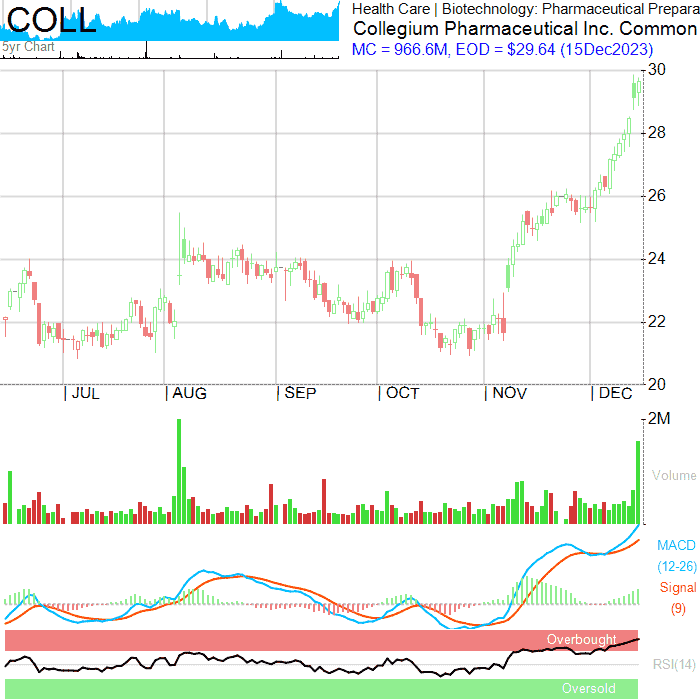 COLL
5yr Chart
Health Care | Biotechnology: Pharmaceutical Prepara
Collegium Pharmaceutical Inc. Common
MC = 966.6M, EOD = $29.64 (15Dec2023)
30
28
26
24
22
20
| JUL | AUG | SEP | OCT | NOV | DEC
2M
Volume
MACD
(12-26)
Signal
(9)
Overbought
RSI(14)
Oversold